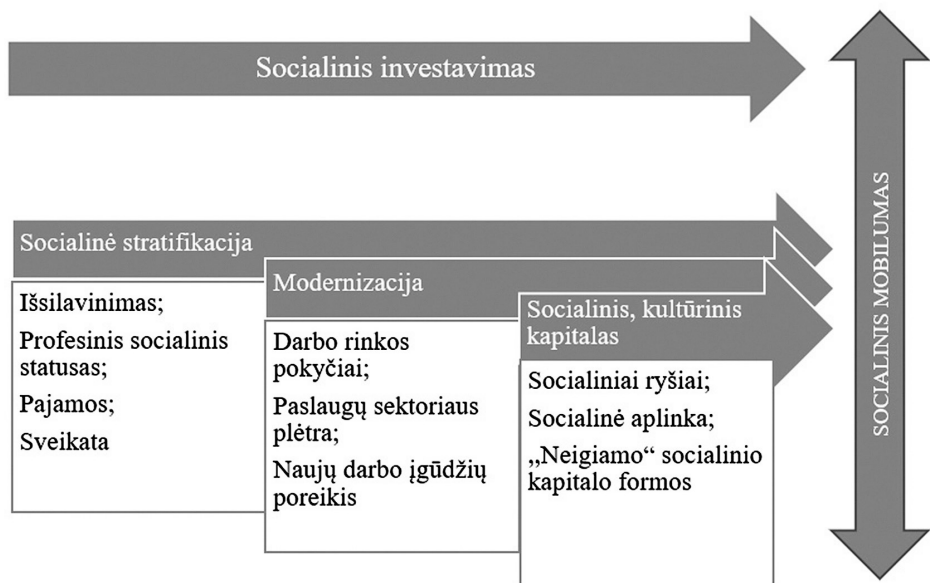 Socialinis investavimas
Socialinė stratifikacija
Išsilavinimas;
Profesinis socialinis
statusas;
Pajamos;
Sveikata
Modernizacija
Darbo rinkos
pokyčiai;
Paslaugų sektoriaus
plėtra;
Naujų darbo įgūdžių
poreikis
Socialinis, kultūrinis
kapitalas
Socialiniai ryšiai;
Socialinė aplinka;
„Neigiamo“ socialinio
kapitalo formos
SOCIALINIS MOBILUMAS